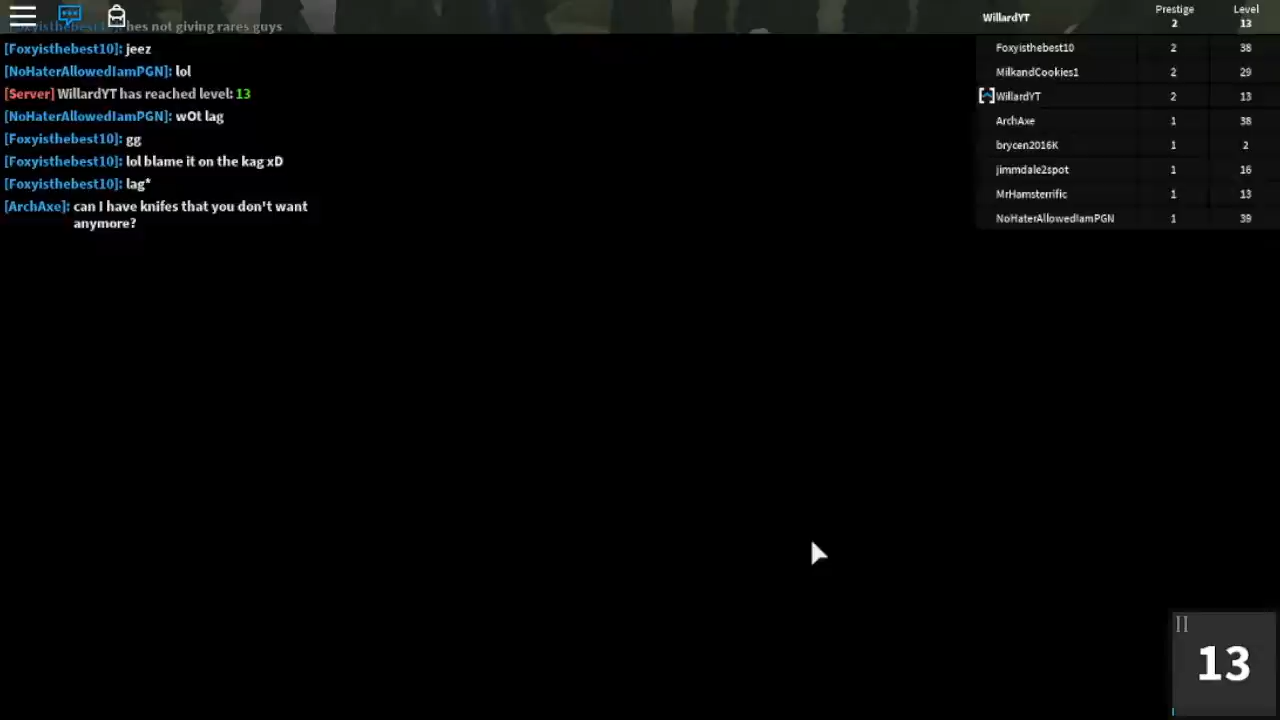 [Foxyisthebest10]: hes not giving rares guys
[Foxyisthebest10]: jeez
[NoHaterAllowedIamPGN]: lol
[Server] WillardYT has reached level: 13
[NoHaterAllowedIamPGN]: wOt lag
[Foxyisthebest10]: gg
[Foxyisthebest10]: lol blame it on the kag xD
[Foxyisthebest10]: lag*
[ArchAxe]: can I have knifes that you don't want
anymore?
WillardYT Prestige 2 Level 13
Foxyisthebest10 2 38
MilkandCookies1 2 29
WillardYT 2 13
ArchAxe 1 38
brycen2016K 1 2
jimmdale2spot 1 16
MrHamsterrific 1 13
NoHaterAllowedIamPGN 1 39
II
13